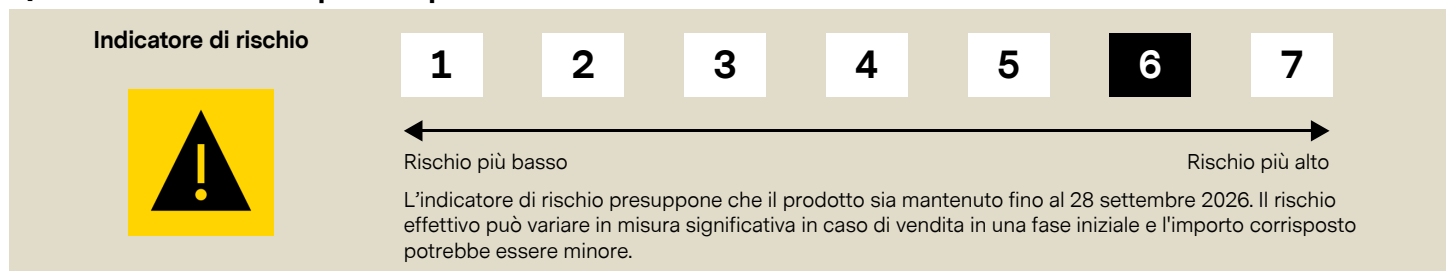 Indicatore di rischio
1 2 3 4 5 6 7
Rischio più basso Rischio più alto
L'indicatore di rischio presuppone che il prodotto sia mantenuto fino al 28 settembre 2026. Il rischio
effettivo può variare in misura significativa in caso di vendita in una fase iniziale e l'importo corrisposto
potrebbe essere minore.